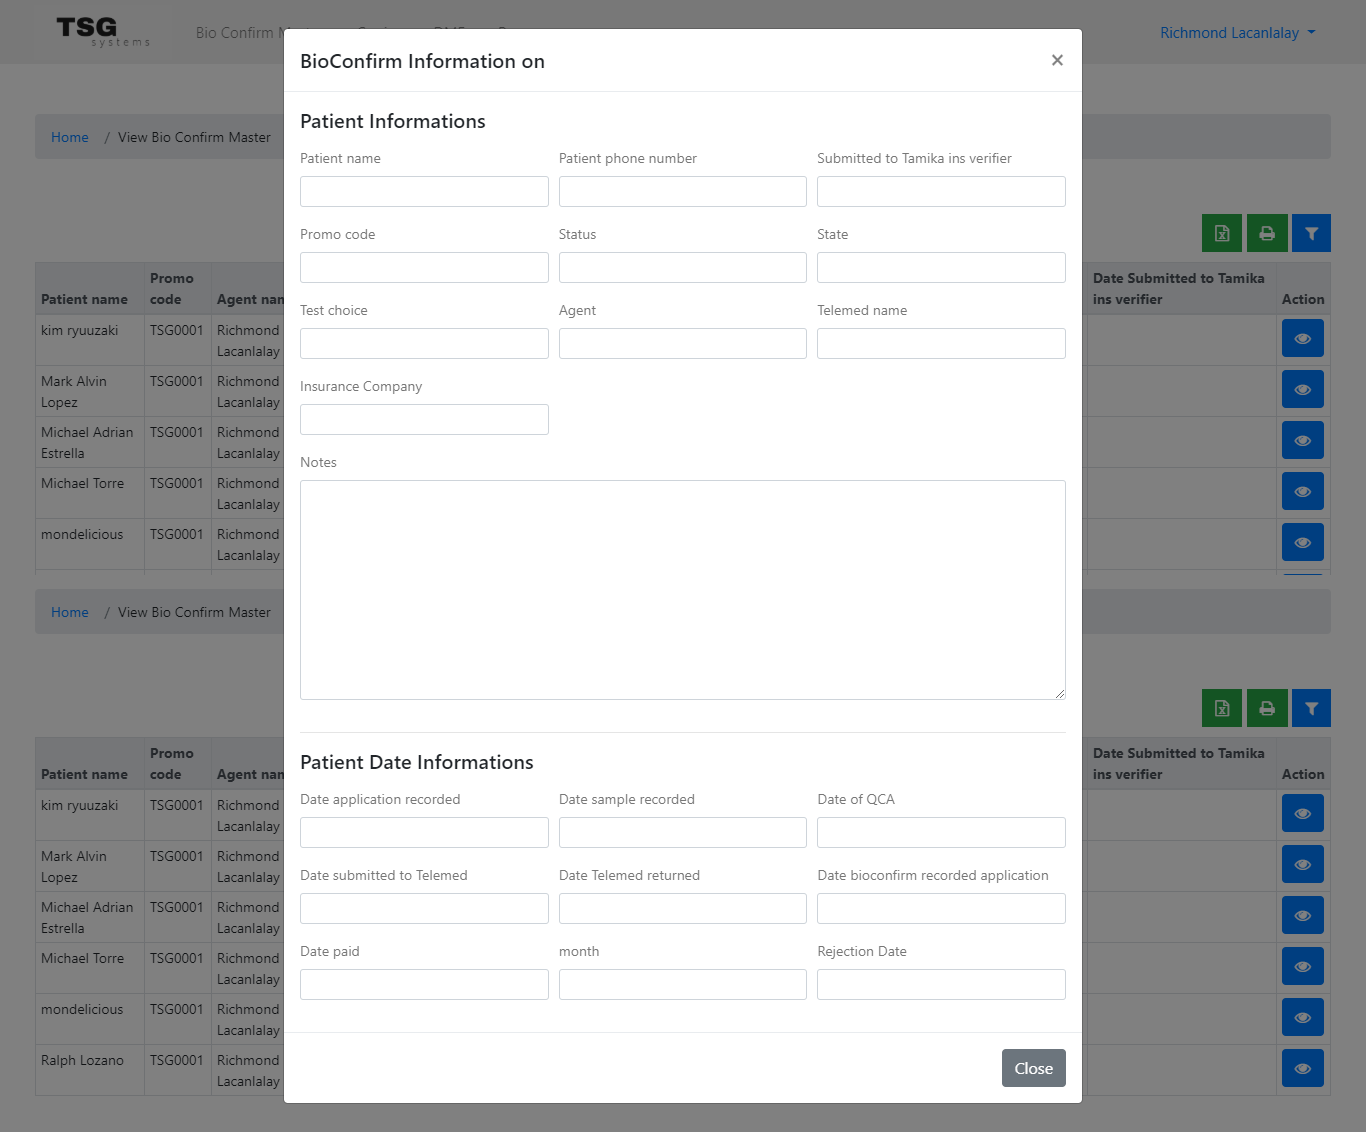 TSG
systems
Bio Confirm
Richmond Lacanlalay
BioConfirm Information on
×
Home / View Bio Confirm Master
Patient Informations
Patient name
Patient phone number
Submitted to Tamika ins verifier
Promo code
Status
State
Test choice
Agent
Telemed name
Insurance Company
Notes
Patient Date Informations
Date application recorded
Date sample recorded
Date of QCA
Date submitted to Telemed
Date Telemed returned
Date bioconfirm recorded application
Date paid
month
Rejection Date
Close
Patient name
Promo
code
Agent
Date Submitted to Tamika
ins verifier
Action
kim ryuuzaki
TSG0001
Richmond
Lacanlalay
Mark Alvin
Lopez
TSG0001
Richmond
Lacanlalay
Michael Adrian
Estrella
TSG0001
Richmond
Lacanlalay
Michael Torre
TSG0001
Richmond
Lacanlalay
mondelicious
TSG0001
Richmond
Lacanlalay
Home / View Bio Confirm Master
Patient name
Promo
code
Agent
Date Submitted to Tamika
ins verifier
Action
kim ryuuzaki
TSG0001
Richmond
Lacanlalay
Mark Alvin
Lopez
TSG0001
Richmond
Lacanlalay
Michael Adrian
Estrella
TSG0001
Richmond
Lacanlalay
Michael Torre
TSG0001
Richmond
Lacanlalay
mondelicious
TSG0001
Richmond
Lacanlalay
Ralph Lozano
TSG0001
Richmond
Lacanlalay